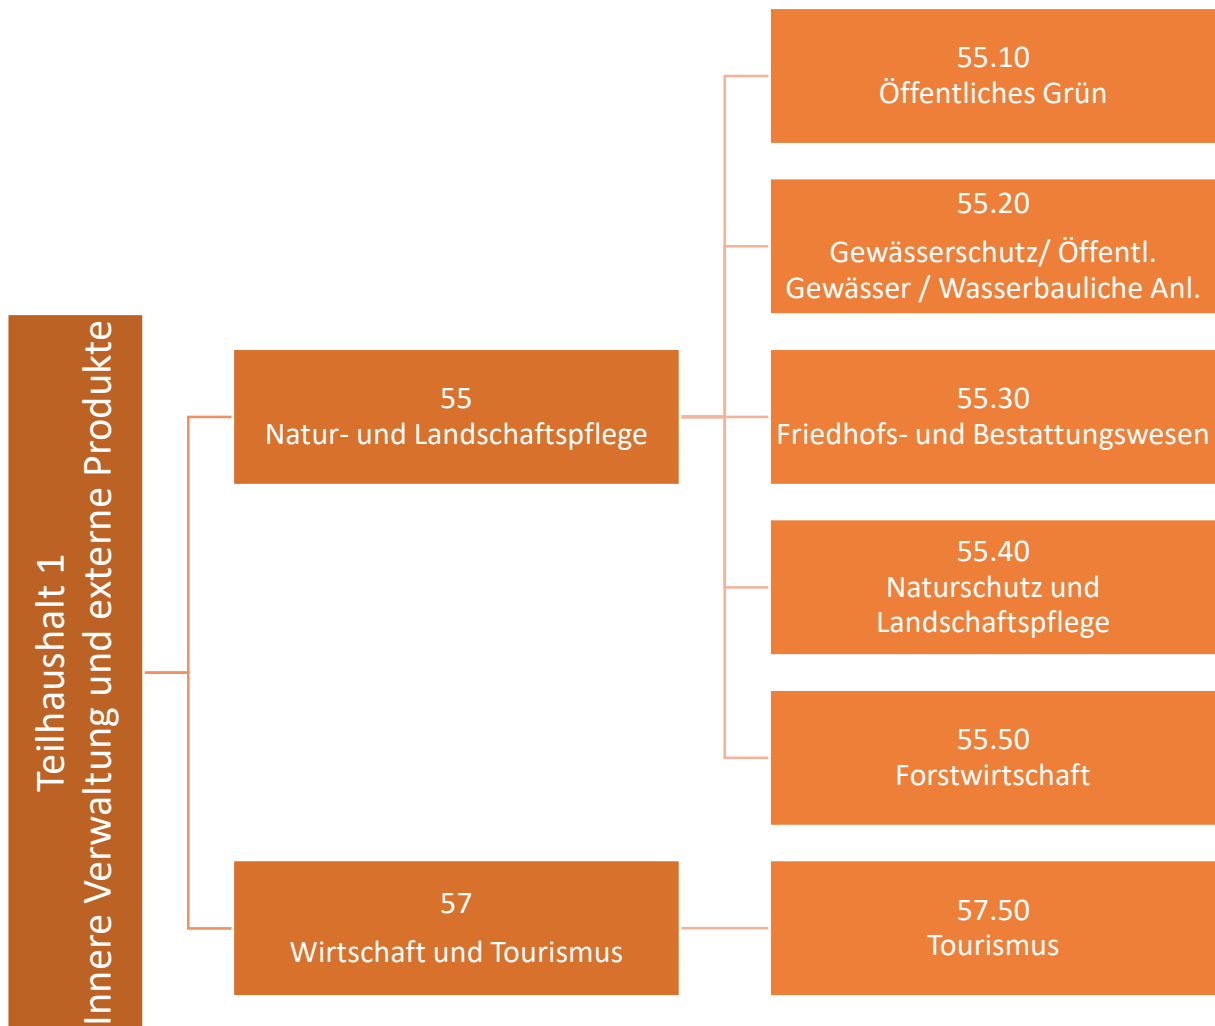 Teilhaushalt 1
Innere Verwaltung und externe Produkte
55
Natur- und Landschaftspflege
55.10
Öffentliches Grün
55.20
Gewässerschutz/ Öffentl.
Gewässer / Wasserbauliche Anl.
55.30
Friedhofs- und Bestattungswesen
55.40
Naturschutz und
Landschaftspflege
55.50
Forstwirtschaft
57
Wirtschaft und Tourismus
57.50
Tourismus